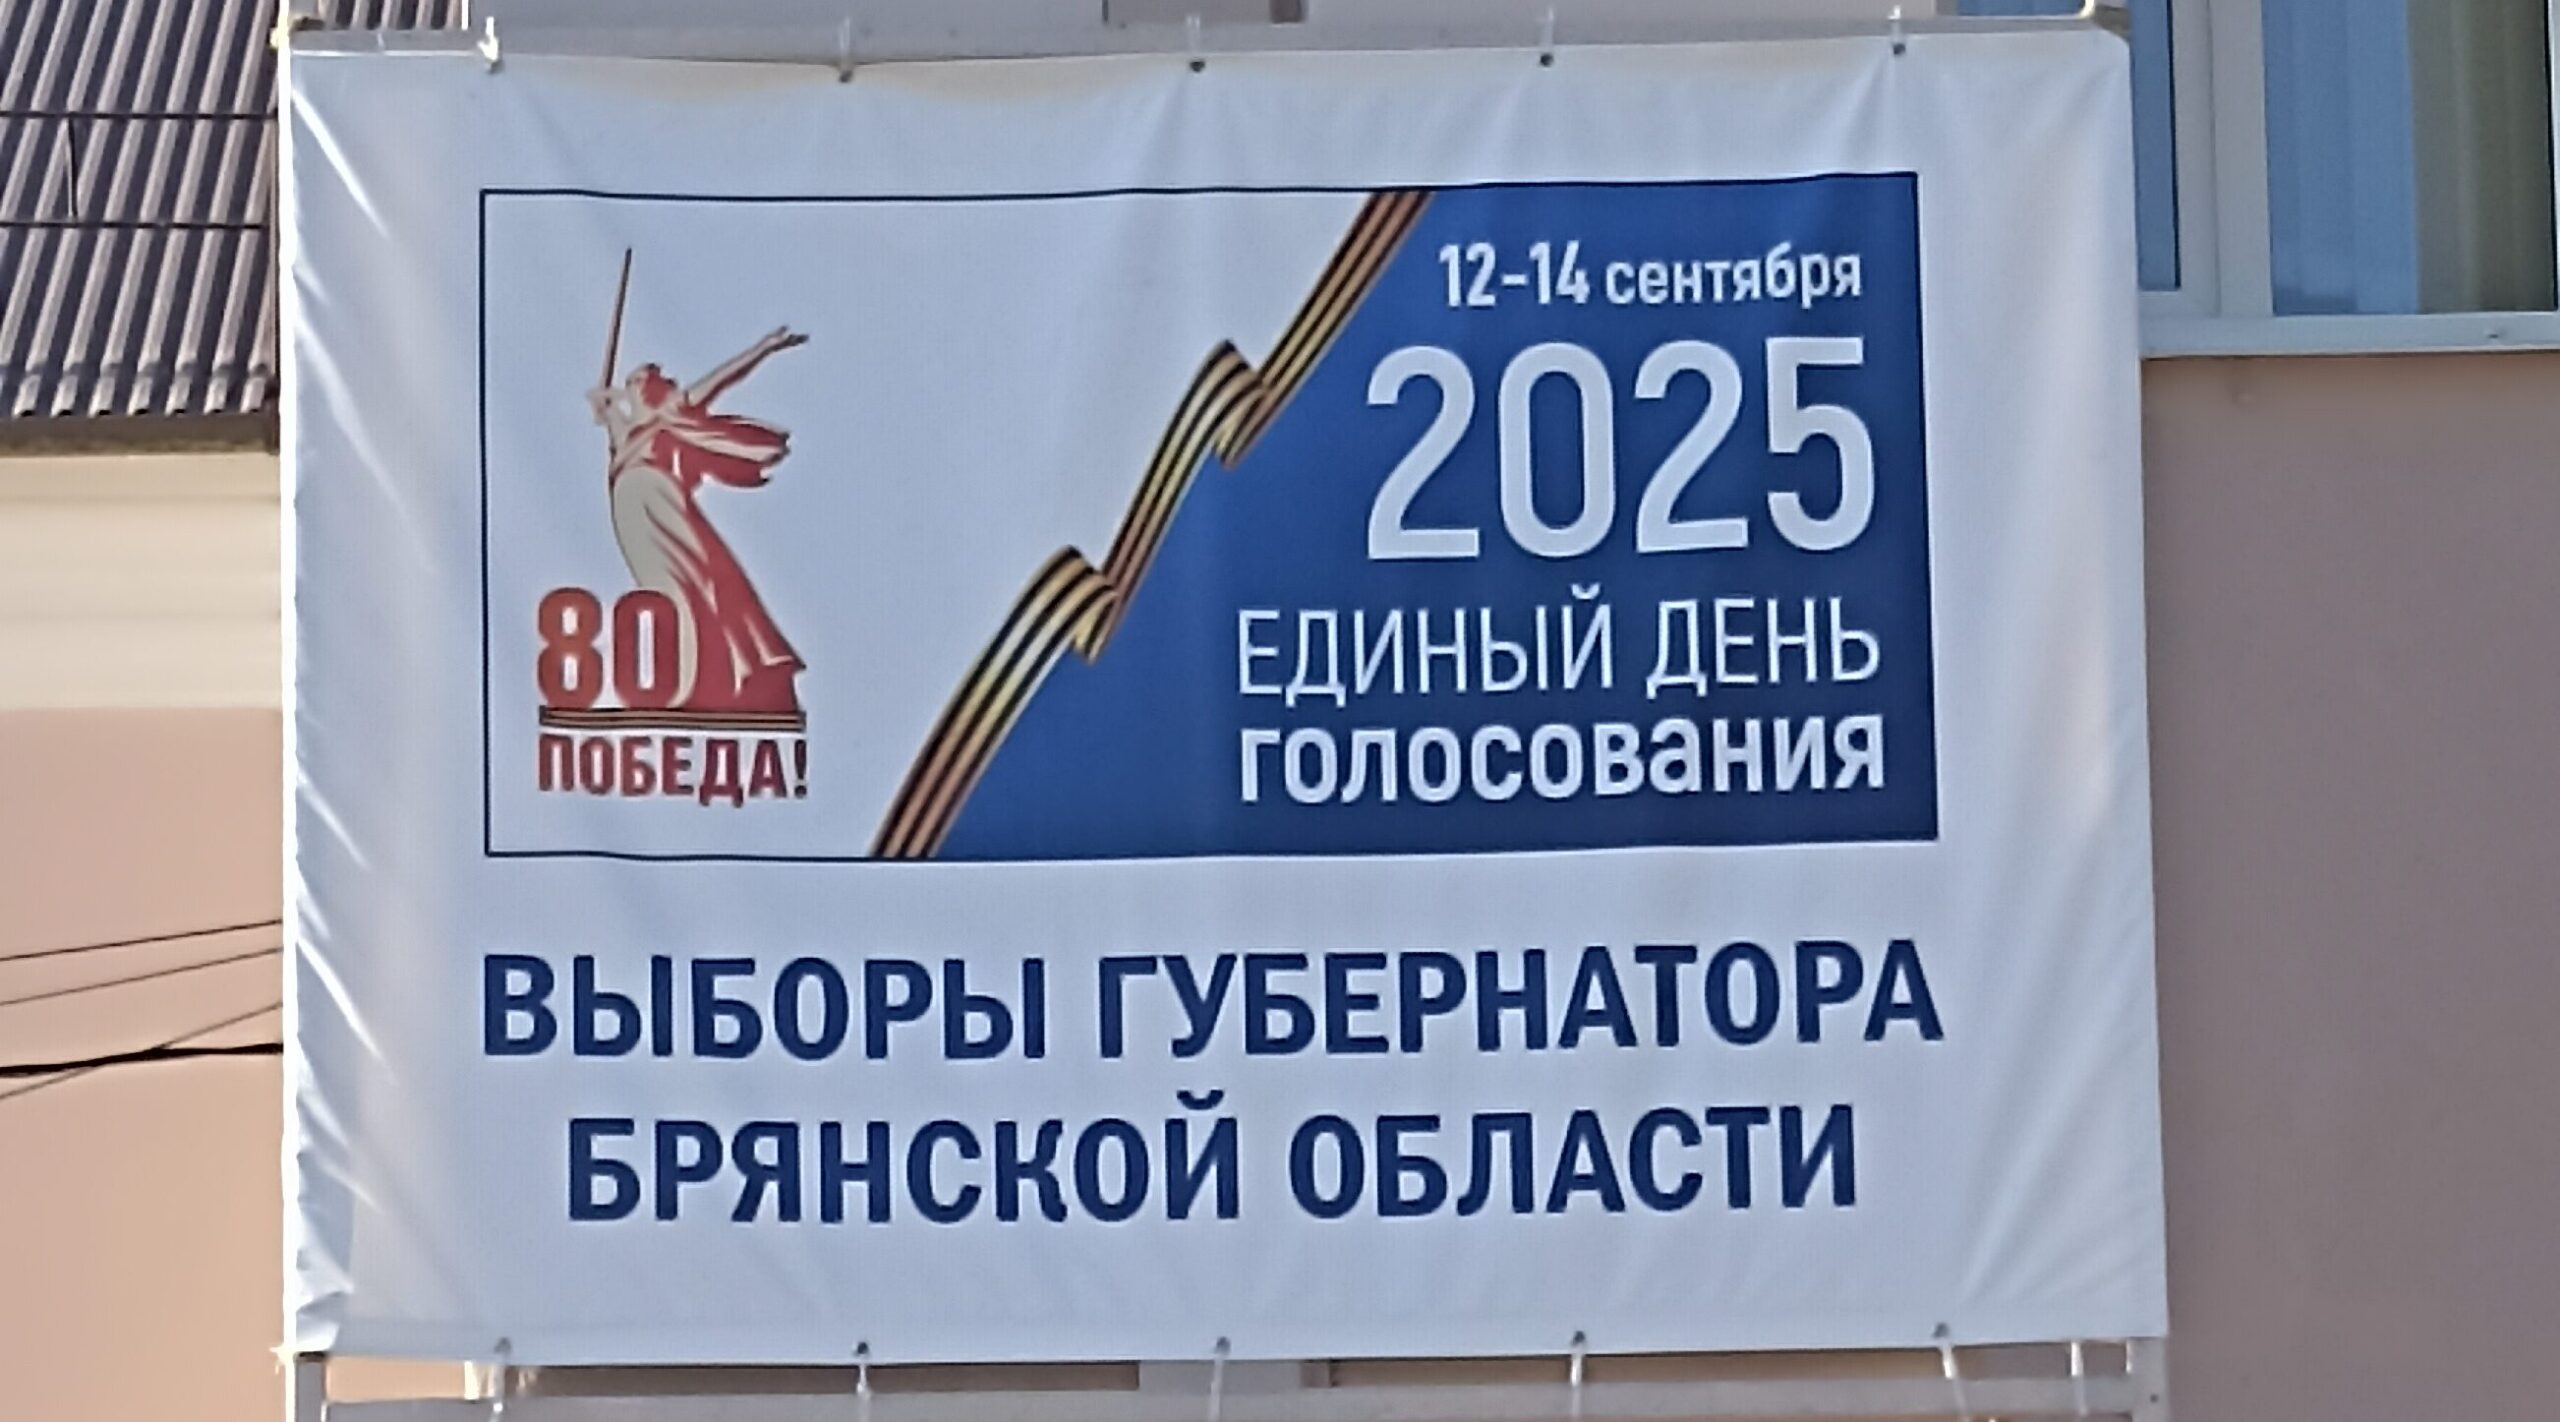 80
ПОБЕДА!
12-14 сентября
2025
ЕДИНЫЙ ДЕНЬ
ГОЛОСОВАНИЯ
ВЫБОРЫ ГУБЕРНАТОРА
БРЯНСКОЙ ОБЛАСТИ